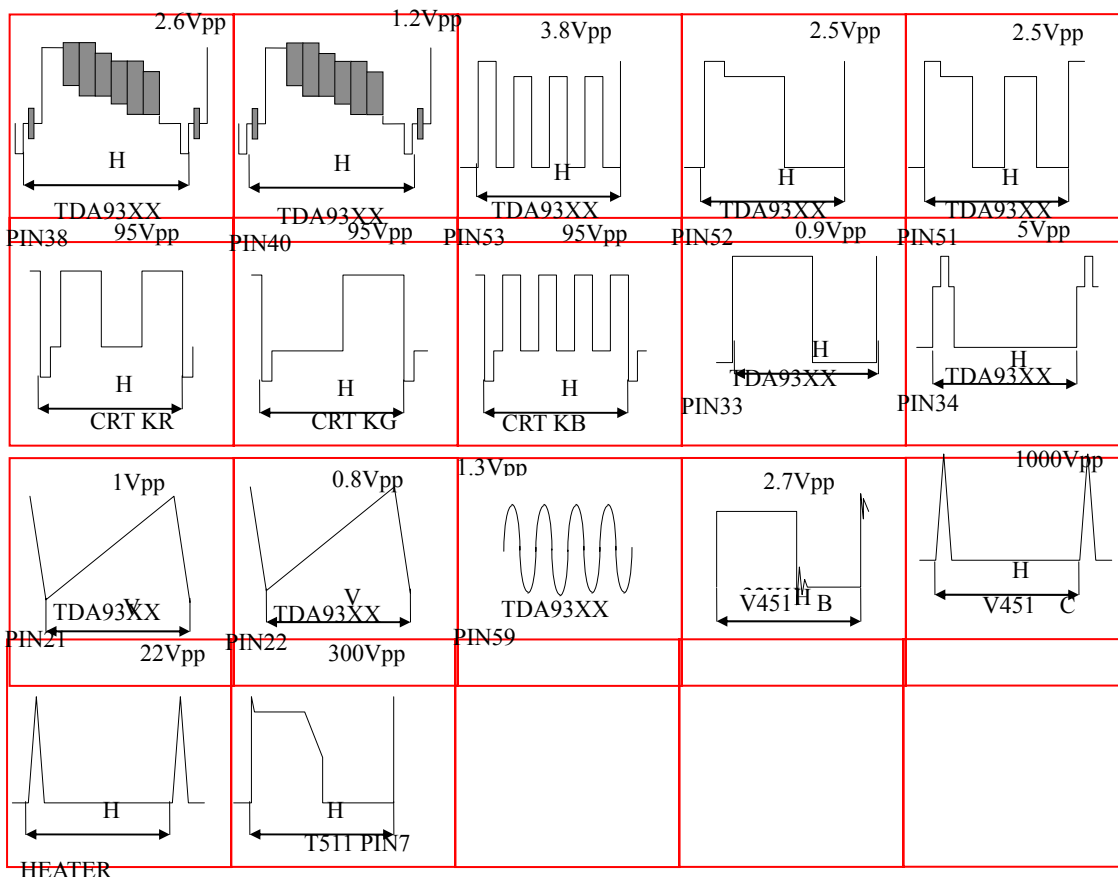 2.6Vpp
H
TDA93XX
PIN38
1.2Vpp
H
TDA93XX
PIN40
3.8Vpp
H
TDA93XX
PIN53
2.5Vpp
H
TDA93XX
PIN52
2.5Vpp
H
TDA93XX
PIN51
95Vpp
H
CRT KR
95Vpp
H
CRT KG
95Vpp
H
CRT KB
0.9Vpp
H
TDA93XX
PIN33
5Vpp
H
TDA93XX
PIN34
1Vpp
V
TDA93XX
PIN21
0.8Vpp
V
TDA93XX
PIN22
1.3Vpp
TDA93XX
PIN59
2.7Vpp
H
V451 B
1000Vpp
H
V451 C
22Vpp
H
HEATER
300Vpp
H
T511 PIN7